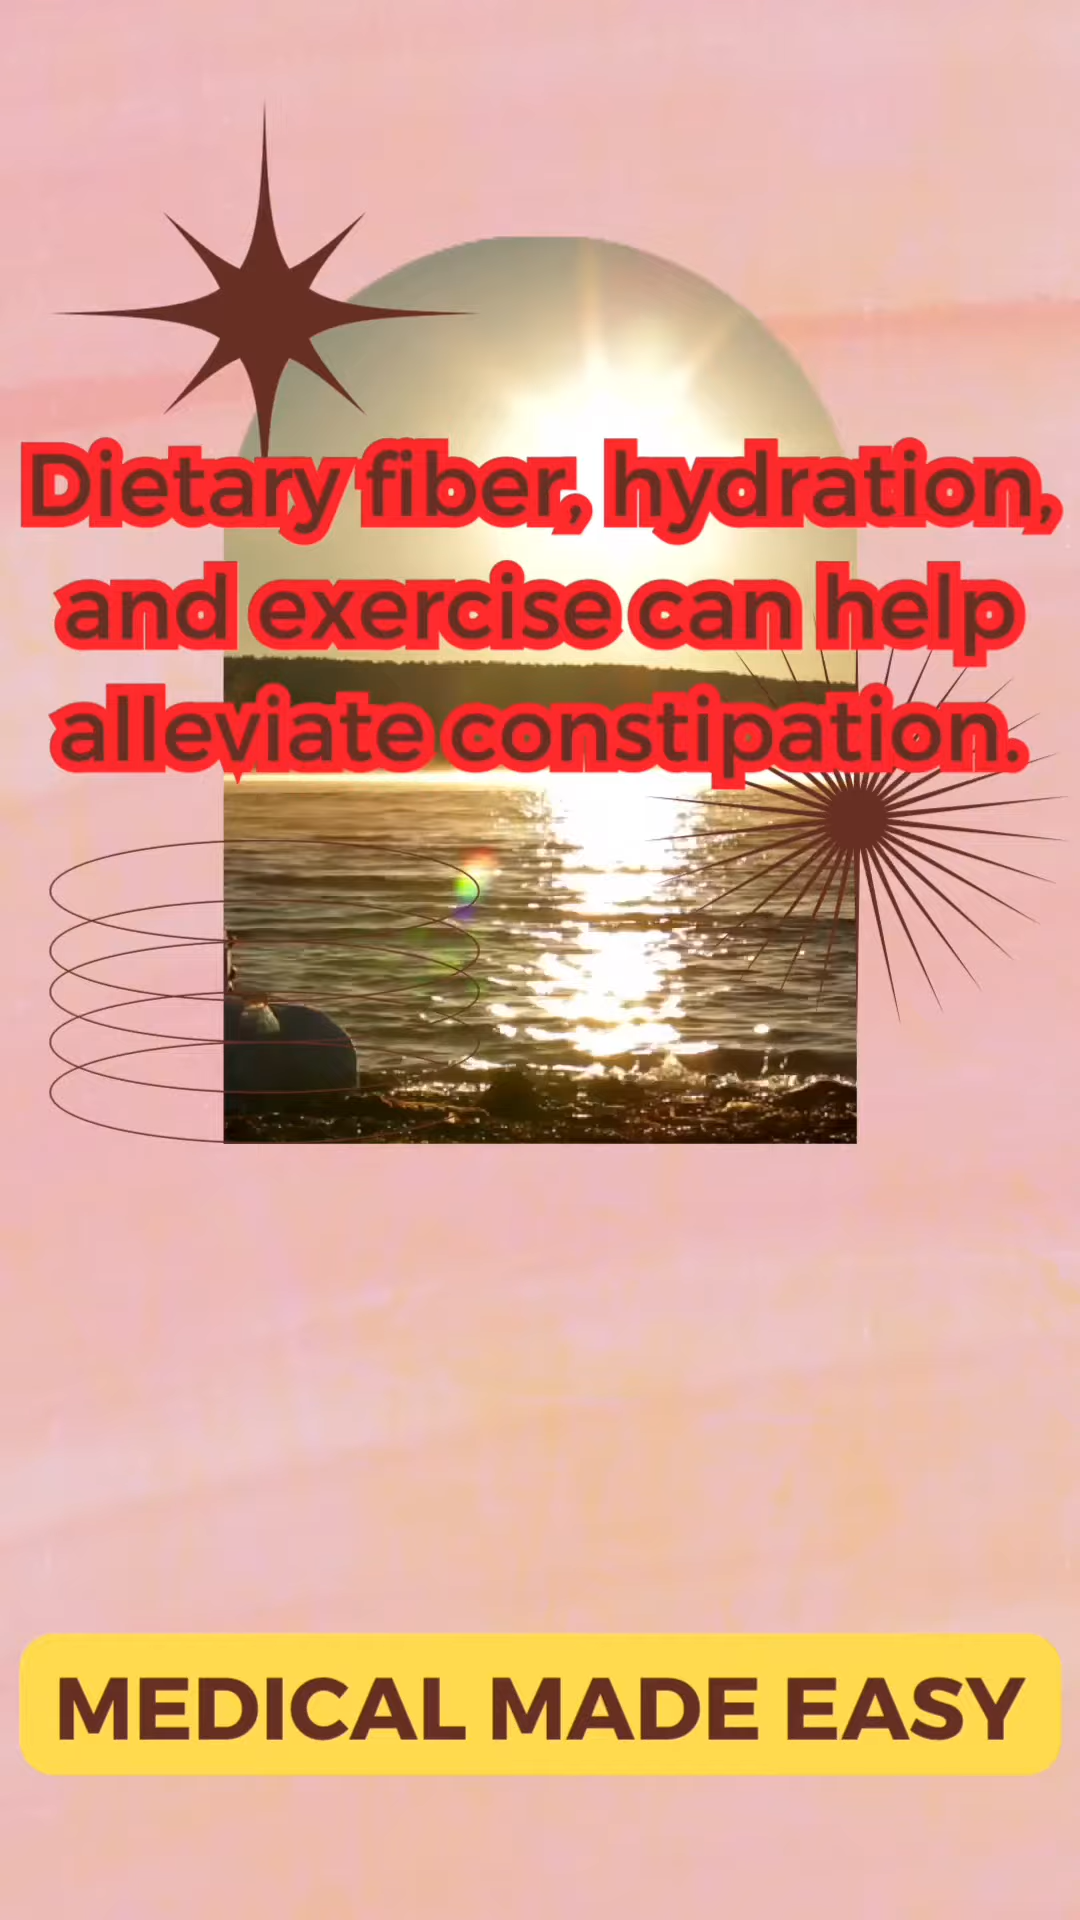 Dietary fiber, hydration,
and exercise can help
alleviate constipation.
MEDICAL MADE EASY